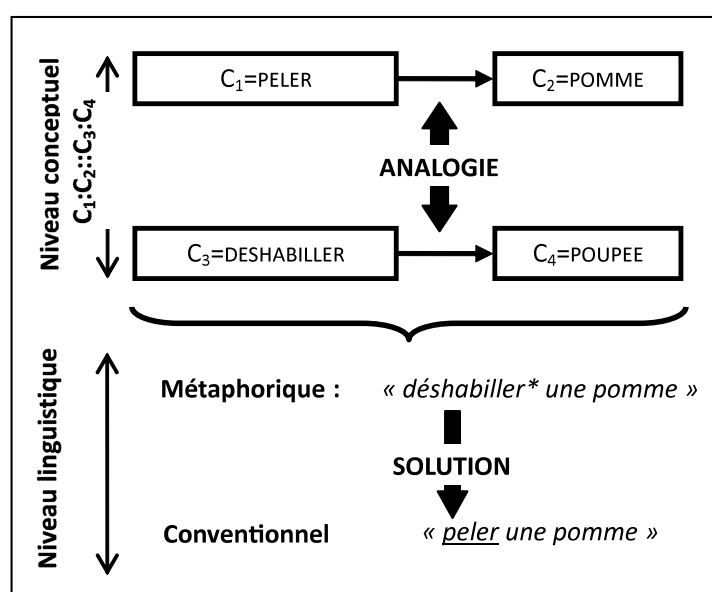 Niveau conceptuel
C₁:C₂::C₃:C₄
C₁=PELER
C₂=POMME
ANALOGIE
C₃=DESHABILLER
C₄=POUPEE
Niveau linguistique
Métaphorique : « déshabiller* une pomme »
SOLUTION
Conventionnel « peler une pomme »